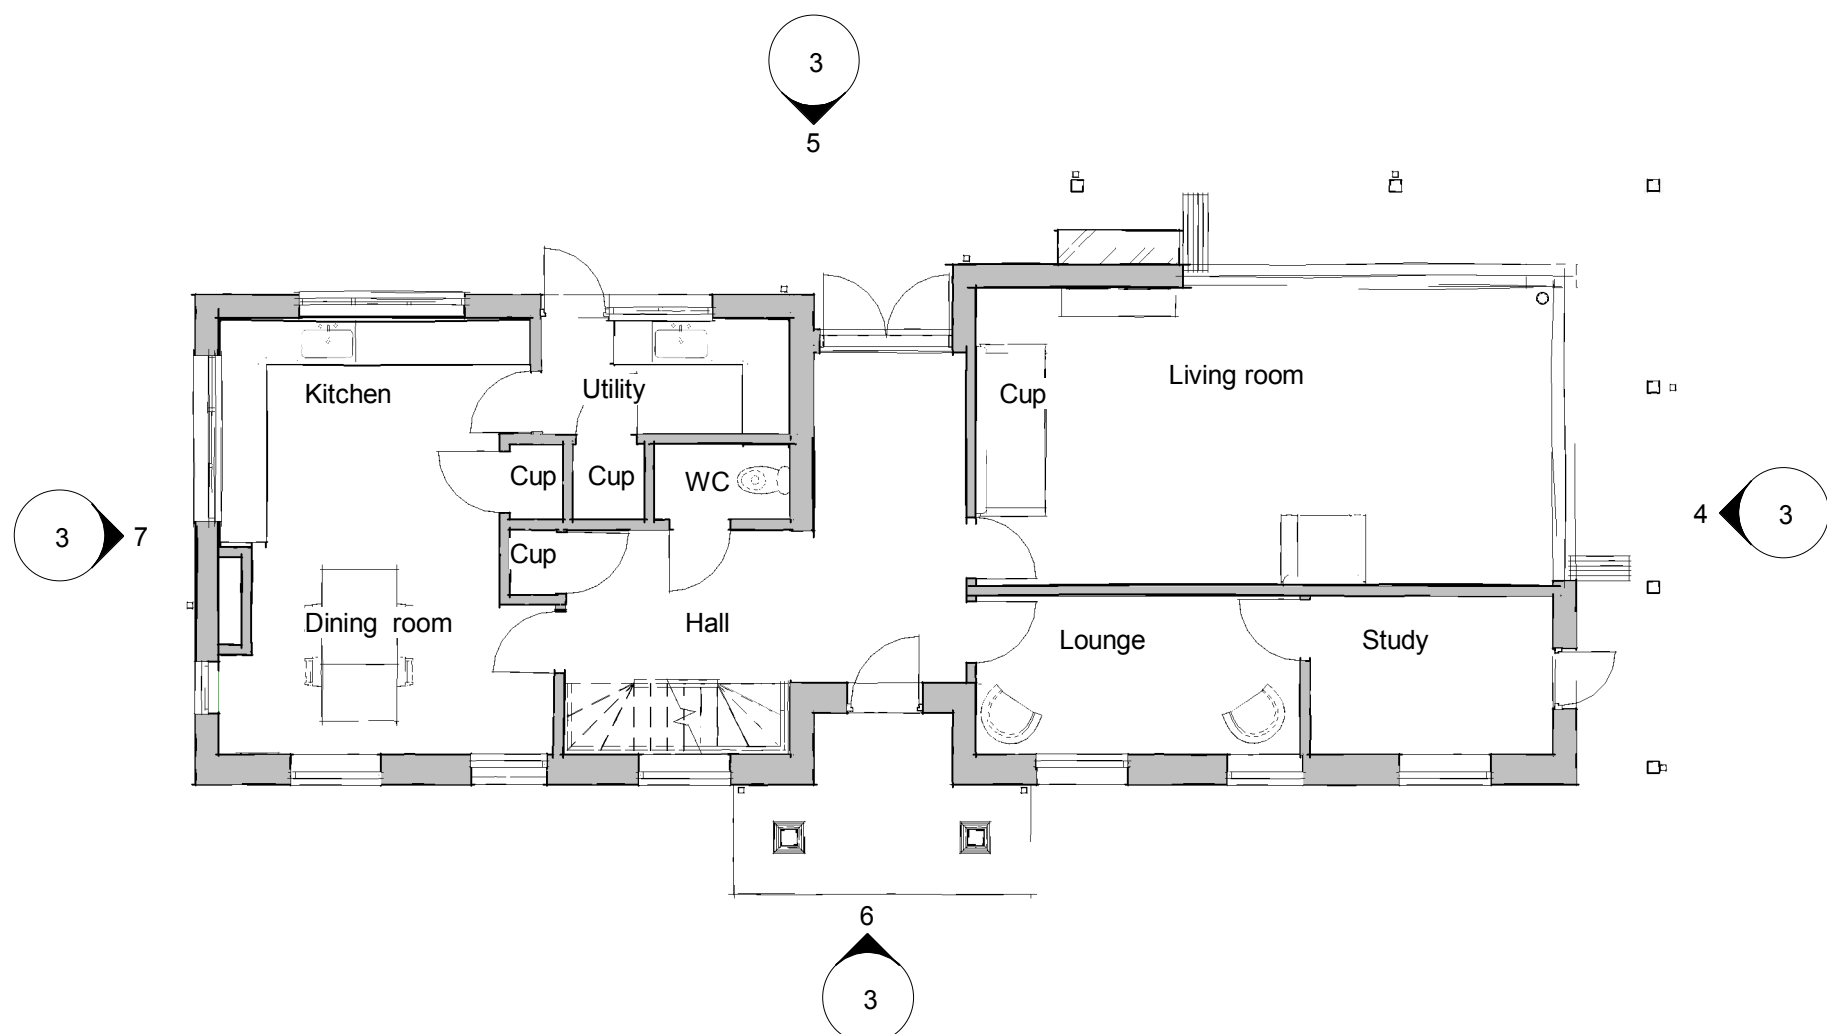 3
5
Kitchen
Utility
Cup
Living room
Cup
Cup
WC
3
7
4
3
Cup
Dining room
Hall
Lounge
Study
6
3